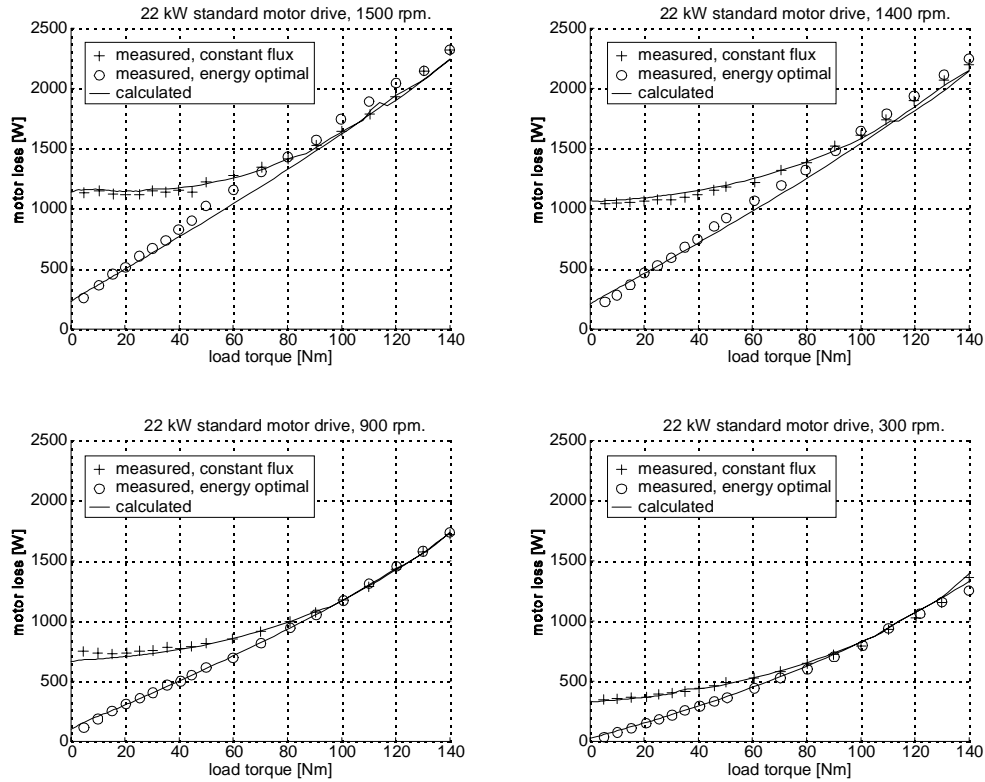 22 kW standard motor drive, 1500 rpm.
2500
2000
1500
1000
500
0
motor loss [W]
+ measured, constant flux
○ measured, energy optimal
— calculated
0 20 40 60 80 100 120 140
load torque [Nm]
22 kW standard motor drive, 1400 rpm.
2500
2000
1500
1000
500
0
motor loss [W]
+ measured, constant flux
○ measured, energy optimal
— calculated
0 20 40 60 80 100 120 140
load torque [Nm]
22 kW standard motor drive, 900 rpm.
2500
2000
1500
1000
500
0
motor loss [W]
+ measured, constant flux
○ measured, energy optimal
— calculated
0 20 40 60 80 100 120 140
load torque [Nm]
22 kW standard motor drive, 300 rpm.
2500
2000
1500
1000
500
0
motor loss [W]
+ measured, constant flux
○ measured, energy optimal
— calculated
0 20 40 60 80 100 120 140
load torque [Nm]